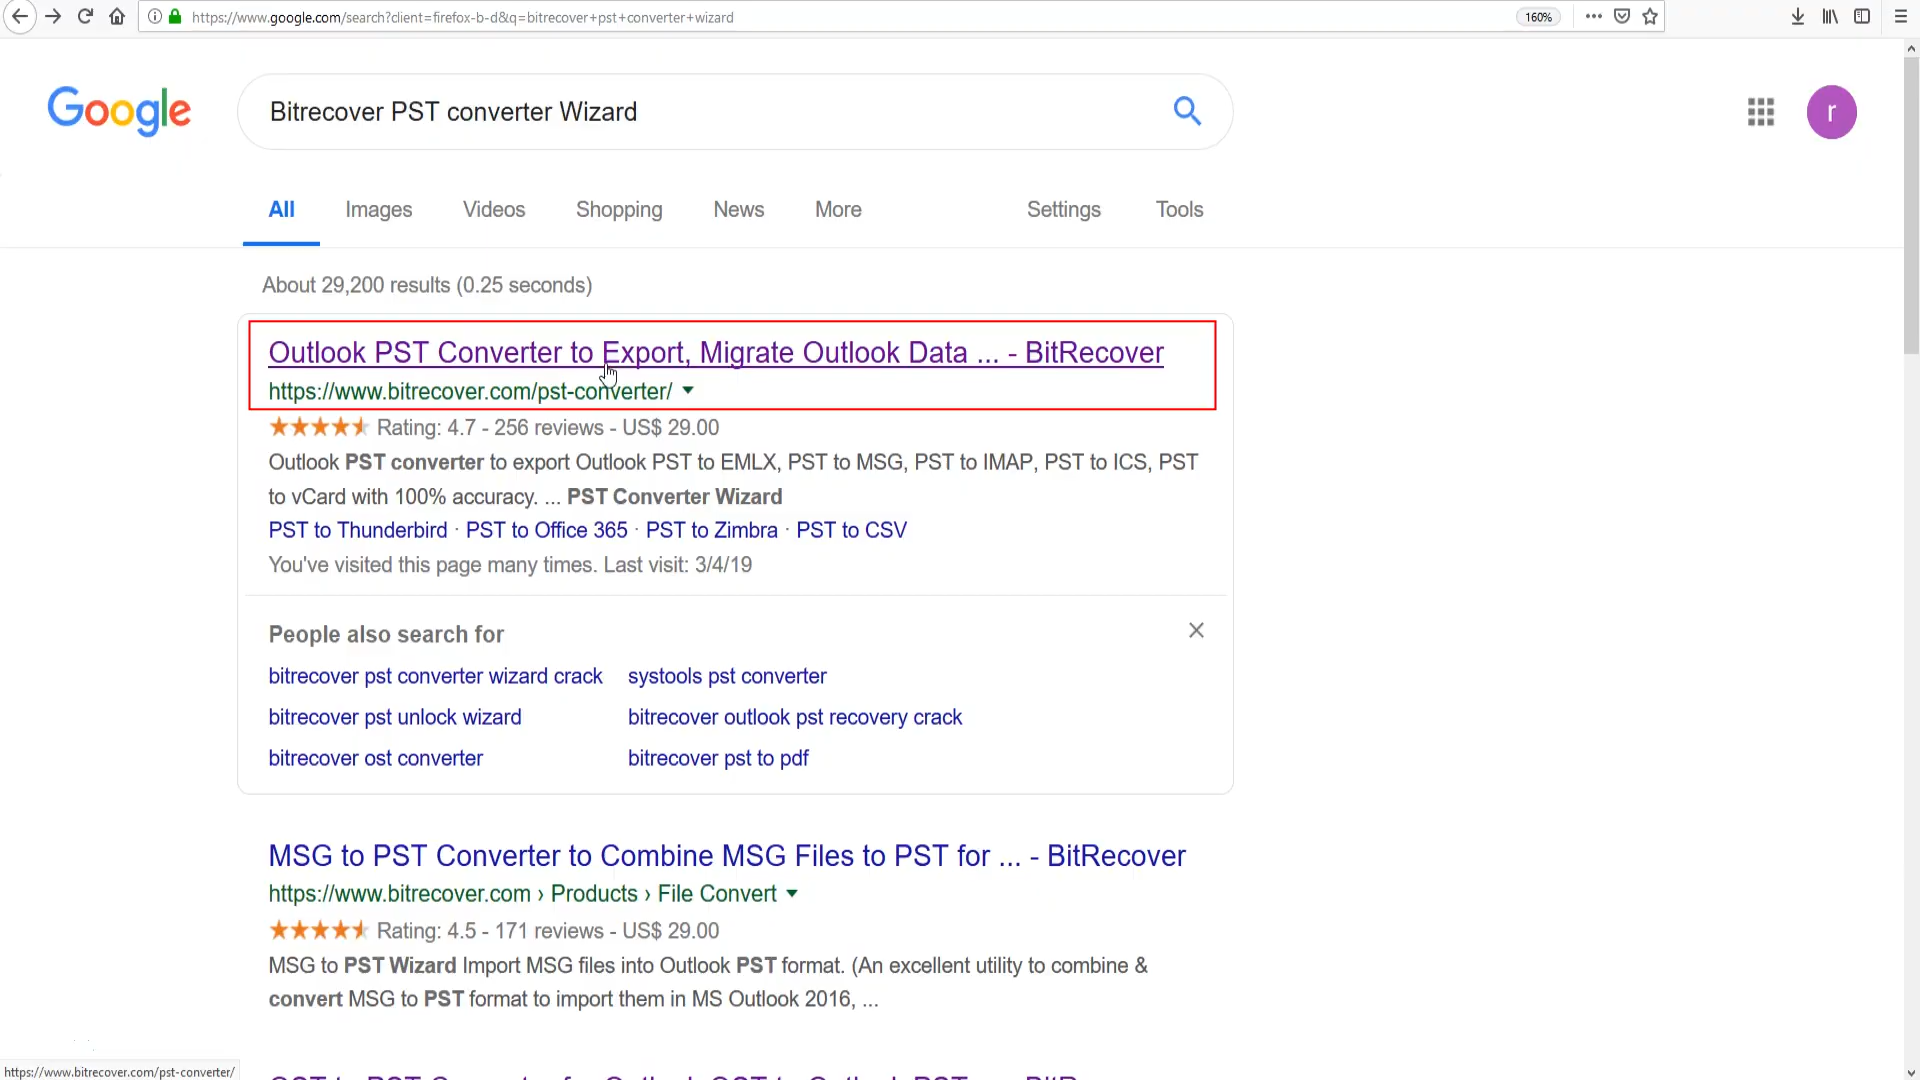 https://www.google.com/search?client=firefox-b-d&q=bitrecover+pst+converter+wizard
160%
Google
Bitrecover PST converter Wizard
r
All Images Videos Shopping News More Settings Tools
About 29,200 results (0.25 seconds)
Outlook PST Converter to Export, Migrate Outlook Data ... - BitRecover
https://www.bitrecover.com/pst-converter/
Rating: 4.7 - 256 reviews - US$ 29.00
Outlook PST converter to export Outlook PST to EMLX, PST to MSG, PST to IMAP, PST to ICS, PST
to vCard with 100% accuracy. ... PST Converter Wizard
PST to Thunderbird · PST to Office 365 · PST to Zimbra · PST to CSV
You've visited this page many times. Last visit: 3/4/19
People also search for
bitrecover pst converter wizard crack systools pst converter
bitrecover pst unlock wizard bitrecover outlook pst recovery crack
bitrecover ost converter bitrecover pst to pdf
MSG to PST Converter to Combine MSG Files to PST for ... - BitRecover
https://www.bitrecover.com › Products › File Convert
Rating: 4.5 - 171 reviews - US$ 29.00
MSG to PST Wizard Import MSG files into Outlook PST format. (An excellent utility to combine &
convert MSG to PST format to import them in MS Outlook 2016, ...
https://www.bitrecover.com/pst-converter/